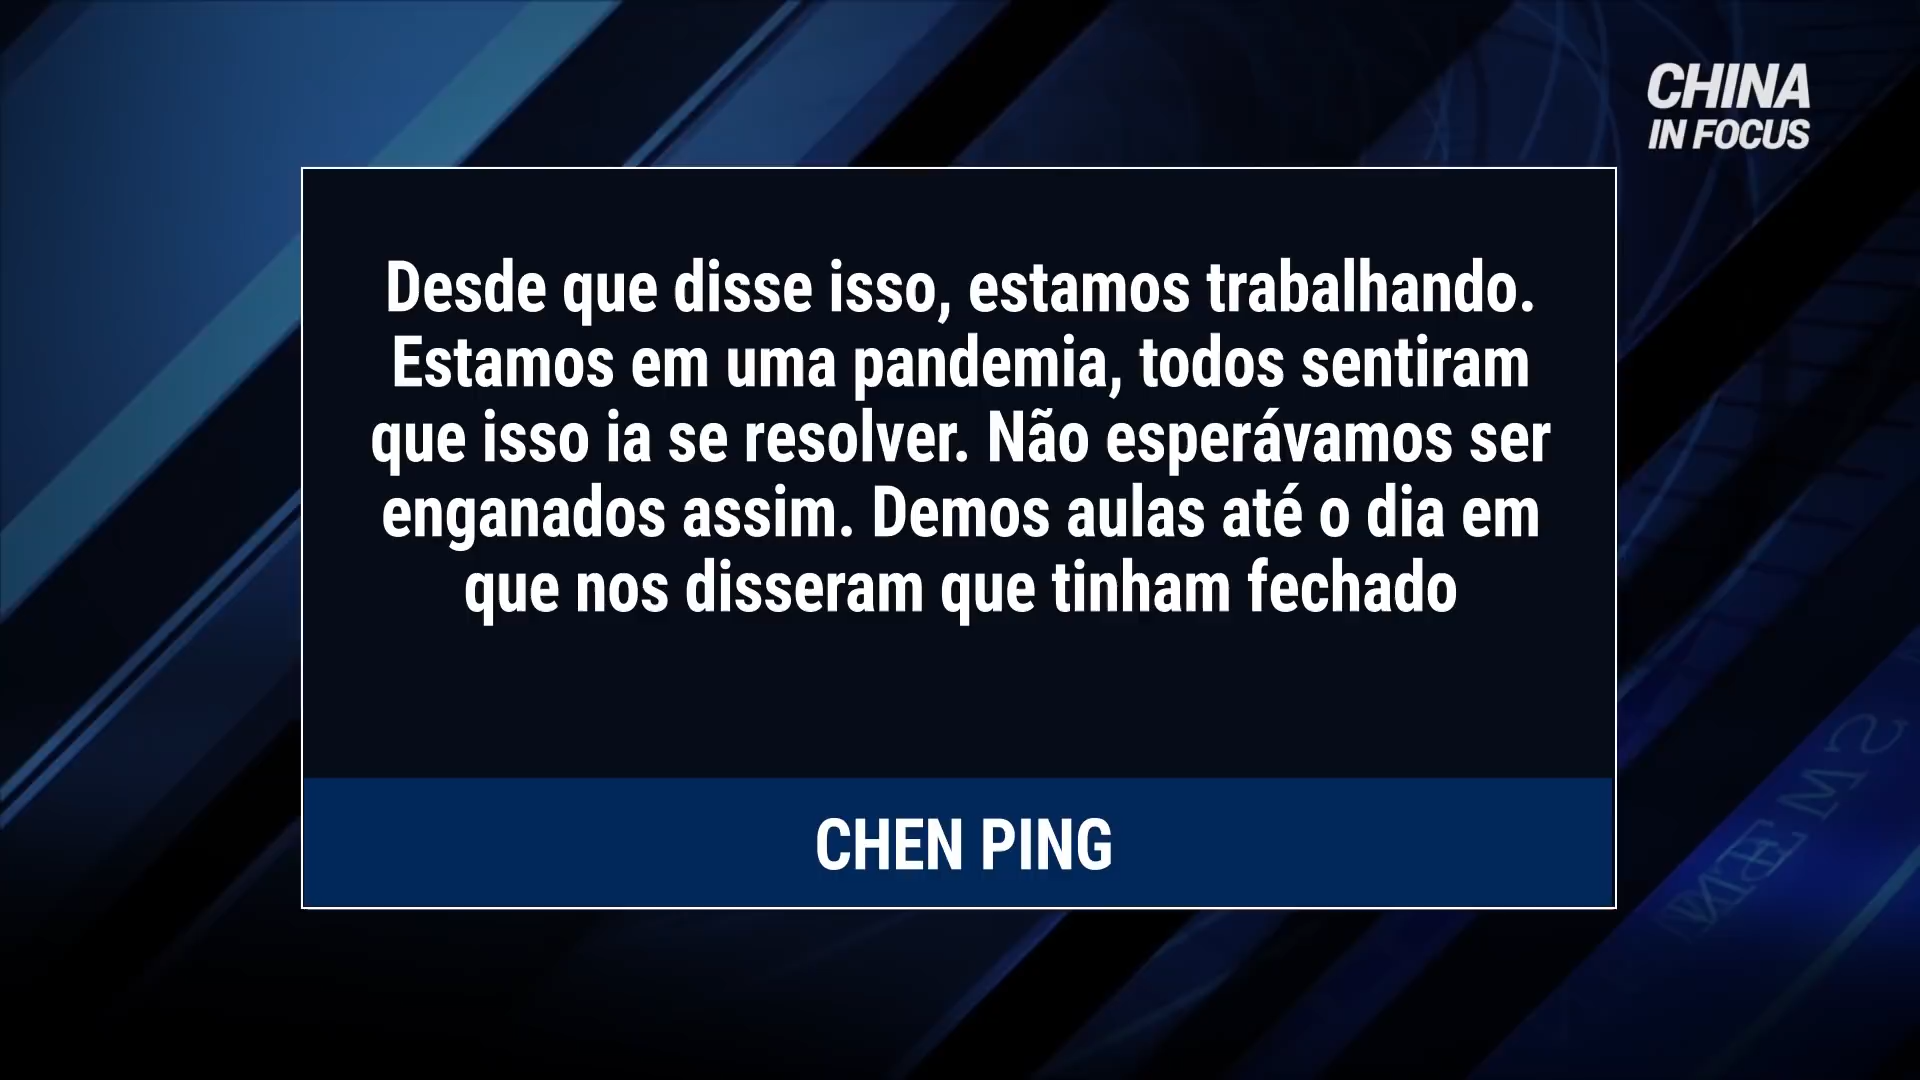 CHINA
IN FOCUS
Desde que disse isso, estamos trabalhando.
Estamos em uma pandemia, todos sentiram
que isso ia se resolver. Não esperávamos ser
enganados assim. Demos aulas até o dia em
que nos disseram que tinham fechado
CHEN PING